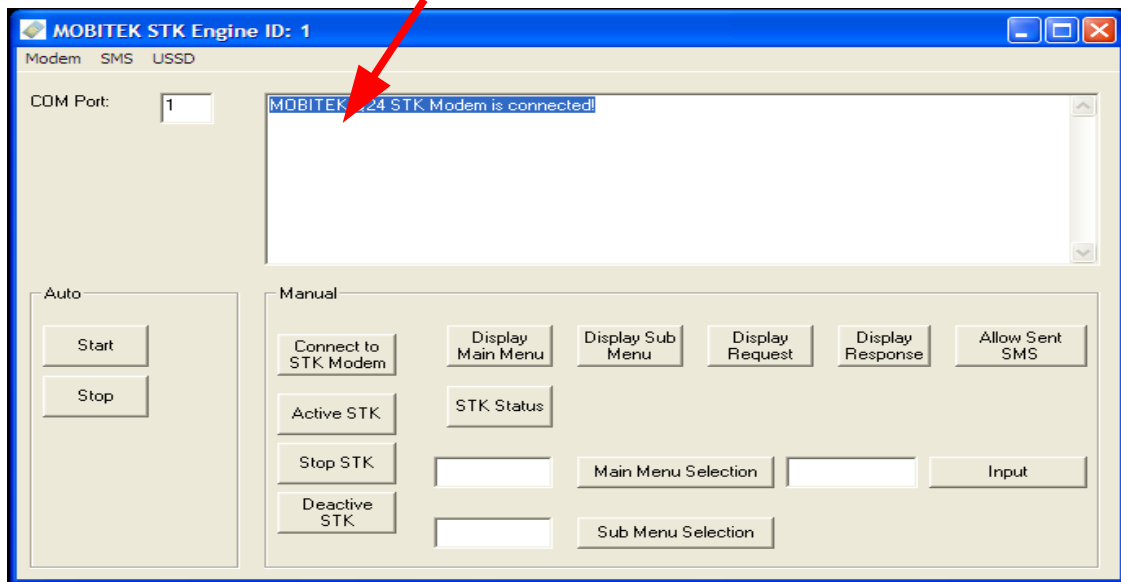 MOBITEK STK Engine ID: 1
Modem SMS USSD
COM Port:
1
MOBITEK 24 STK Modem is connected!
Auto
Start
Stop
Manual
Connect to
STK Modem
Display
Main Menu
Display Sub
Menu
Display
Request
Display
Response
Allow Sent
SMS
Active STK
STK Status
Stop STK
Main Menu Selection
Input
Deactive
STK
Sub Menu Selection